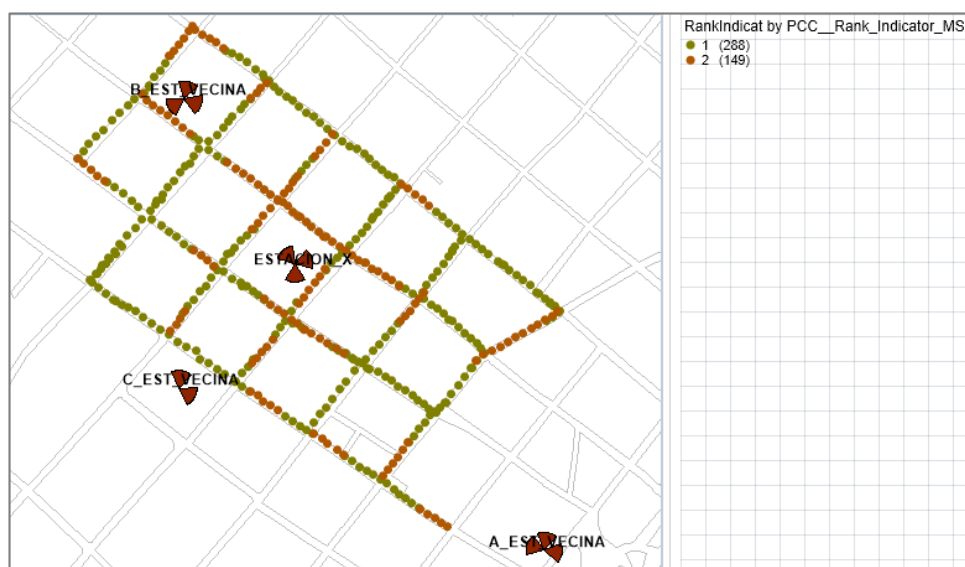 RankIndicat by PCC__Rank_Indicator_MS
1 (288)
2 (149)
B_EST_VECINA
ESTACION_X
C_EST_VECINA
A_EST_VECINA